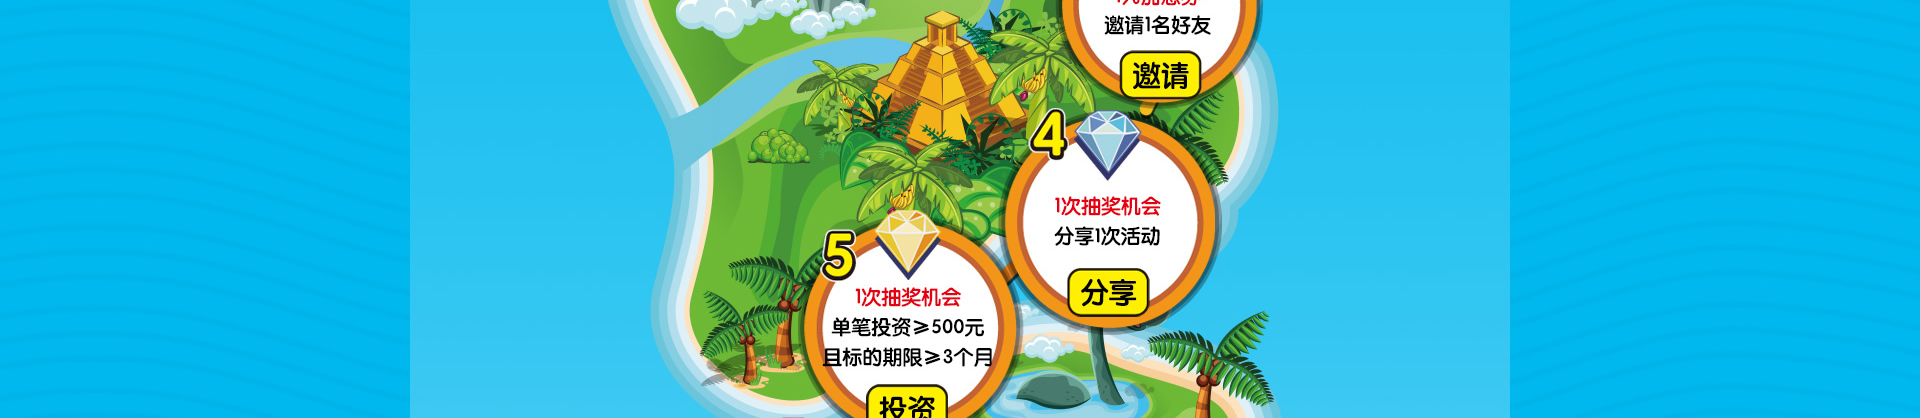 邀请1名好友
邀请
4
1次抽奖机会
分享1次活动
分享
5
1次抽奖机会
单笔投资≥500元
且标的期限≥3个月
投资